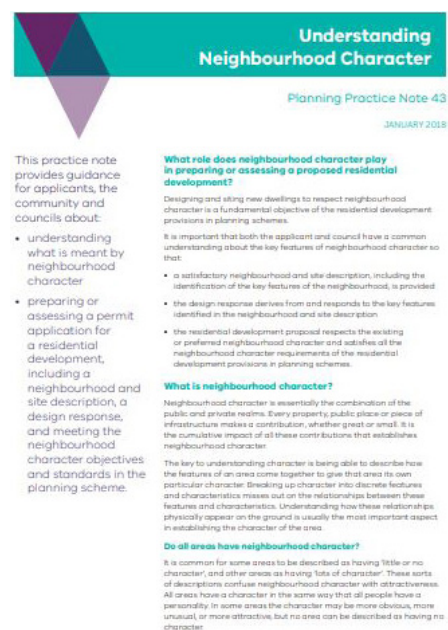 Understanding
Neighbourhood Character
Planning Practice Note 43
JANUARY 2018
This practice note
provides guidance
for applicants, the
community and
councils about:
• understanding
what is meant by
neighbourhood
character
• preparing or
assessing a permit
application for
a residential
development,
including a
neighbourhood and
site description, a
design response,
and meeting the
neighbourhood
character objectives
and standards in the
planning scheme.
What role does neighbourhood character play
in preparing or assessing a proposed residential
development?
Designing and siting new dwellings to respect neighbourhood
character is a fundamental objective of the residential development
provisions in planning schemes.
It is important that both the applicant and council have a common
understanding about the key features of neighbourhood character so
that:
• a satisfactory neighbourhood and site description, including the
identification of the key features of the neighbourhood, is provided
• the design response derives from and responds to the key features
identified in the neighbourhood and site description
• the residential development proposal respects the existing
or preferred neighbourhood character and satisfies all the
neighbourhood character requirements of the residential
development provisions in planning schemes.
What is neighbourhood character?
Neighbourhood character is essentially the combination of the
public and private realms. Every property, public place or piece of
infrastructure makes a contribution, whether great or small. It is
the cumulative impact of all these contributions that establishes
neighbourhood character.
The key to understanding character is being able to describe how
the features of an area come together to give that area its own
particular character. Breaking up character into discrete features
and characteristics misses out on the relationships between these
features and characteristics. Understanding how these relationships
physically appear on the ground is usually the most important aspect
in establishing the character of the area.
Do all areas have neighbourhood character?
It is common for some areas to be described as having 'little or no
character', and other areas as having 'lots of character'. These sorts
of descriptions confuse neighbourhood character with attractiveness.
All areas have a character in the same way that all people have a
personality. In some areas the character may be more obvious, more
unusual, or more attractive, but no area can be described as having no
character.